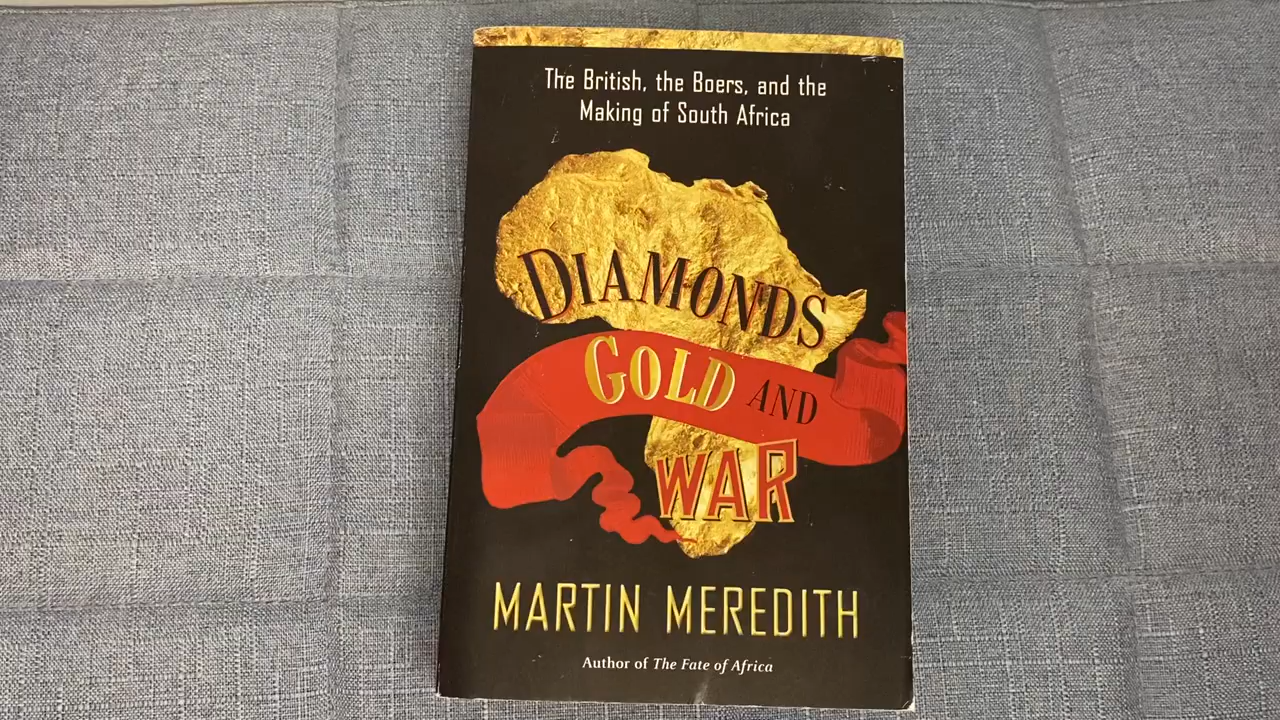 The British, the Boers, and the
Making of South Africa
DIAMONDS
GOLD AND
WAR
MARTIN MEREDITH
Author of The Fate of Africa